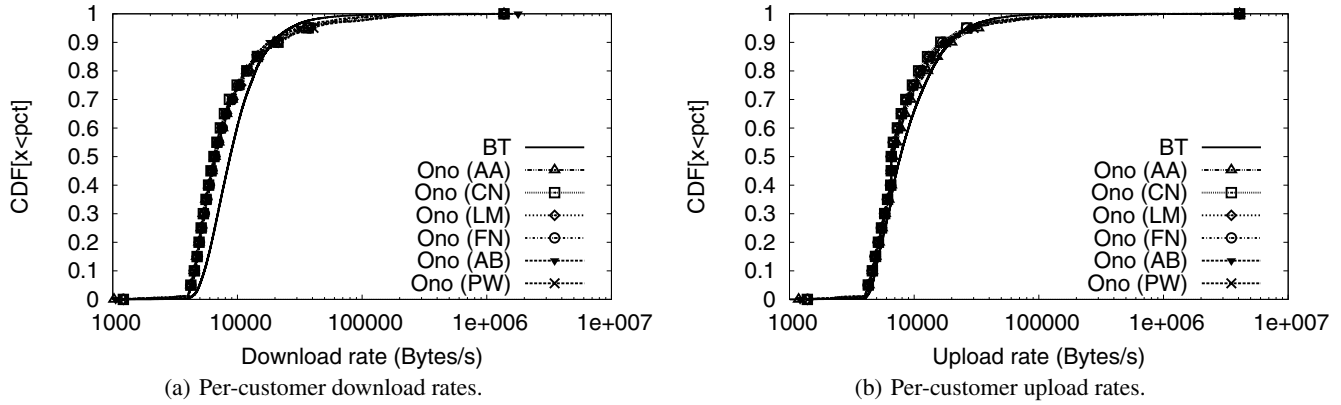 CDF[x<pct]
1
0.9
0.8
0.7
0.6
0.5
0.4
0.3
0.2
0.1
0
BT
Ono (AA)
Ono (CN)
Ono (LM)
Ono (FN)
Ono (AB)
Ono (PW)
1000 10000 100000 1e+06 1e+07
Download rate (Bytes/s)
(a) Per-customer download rates.
CDF[x<pct]
1
0.9
0.8
0.7
0.6
0.5
0.4
0.3
0.2
0.1
0
BT
Ono (AA)
Ono (CN)
Ono (LM)
Ono (FN)
Ono (AB)
Ono (PW)
1000 10000 100000 1e+06 1e+07
Upload rate (Bytes/s)
(b) Per-customer upload rates.